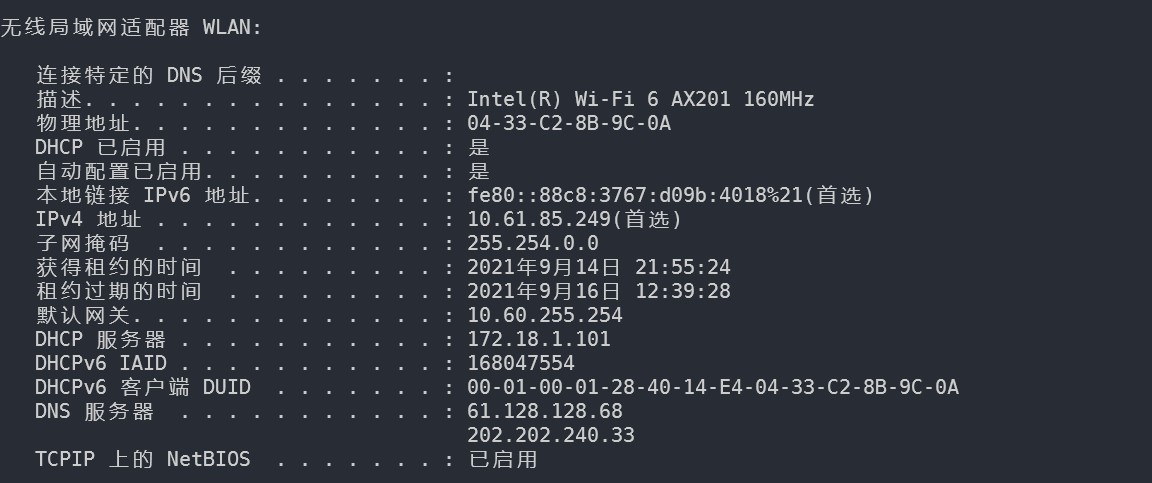 无线局域网适配器 WLAN:
连接特定的 DNS 后缀 . . . . . . . :
描述. . . . . . . . . . . . . . . : Intel(R) Wi-Fi 6 AX201 160MHz
物理地址. . . . . . . . . . . . . : 04-33-C2-8B-9C-0A
DHCP 已启用 . . . . . . . . . . . : 是
自动配置已启用. . . . . . . . . . : 是
本地链接 IPv6 地址. . . . . . . . : fe80::88c8:3767:d09b:4018%21(首选)
IPv4 地址 . . . . . . . . . . . . : 10.61.85.249(首选)
子网掩码  . . . . . . . . . . . . : 255.254.0.0
获得租约的时间  . . . . . . . . . : 2021年9月14日 21:55:24
租约过期的时间  . . . . . . . . . : 2021年9月16日 12:39:28
默认网关. . . . . . . . . . . . . : 10.60.255.254
DHCP 服务器 . . . . . . . . . . . : 172.18.1.101
DHCPv6 IAID . . . . . . . . . . . : 168047554
DHCPv6 客户端 DUID  . . . . . . . : 00-01-00-01-28-40-14-E4-04-33-C2-8B-9C-0A
DNS 服务器  . . . . . . . . . . . : 61.128.128.68
202.202.240.33
TCPIP 上的 NetBIOS  . . . . . . . : 已启用